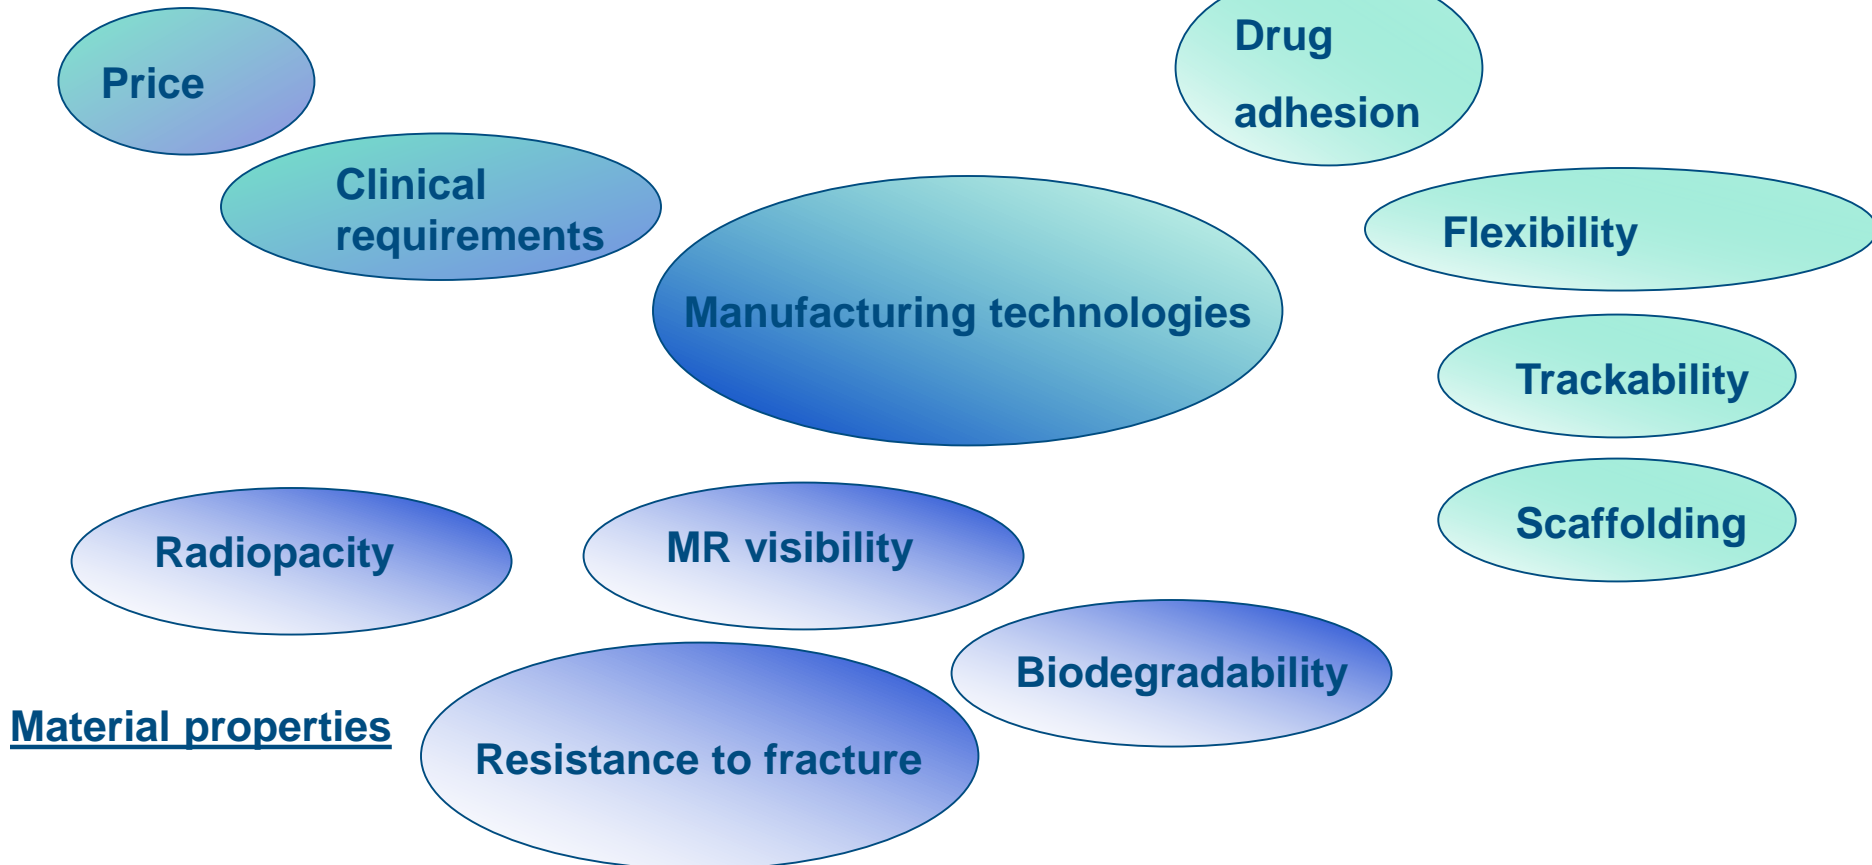 Price
Drug
adhesion
Clinical
requirements
Flexibility
Manufacturing technologies
Trackability
Scaffolding
Radiopacity
MR visibility
Biodegradability
Material properties
Resistance to fracture